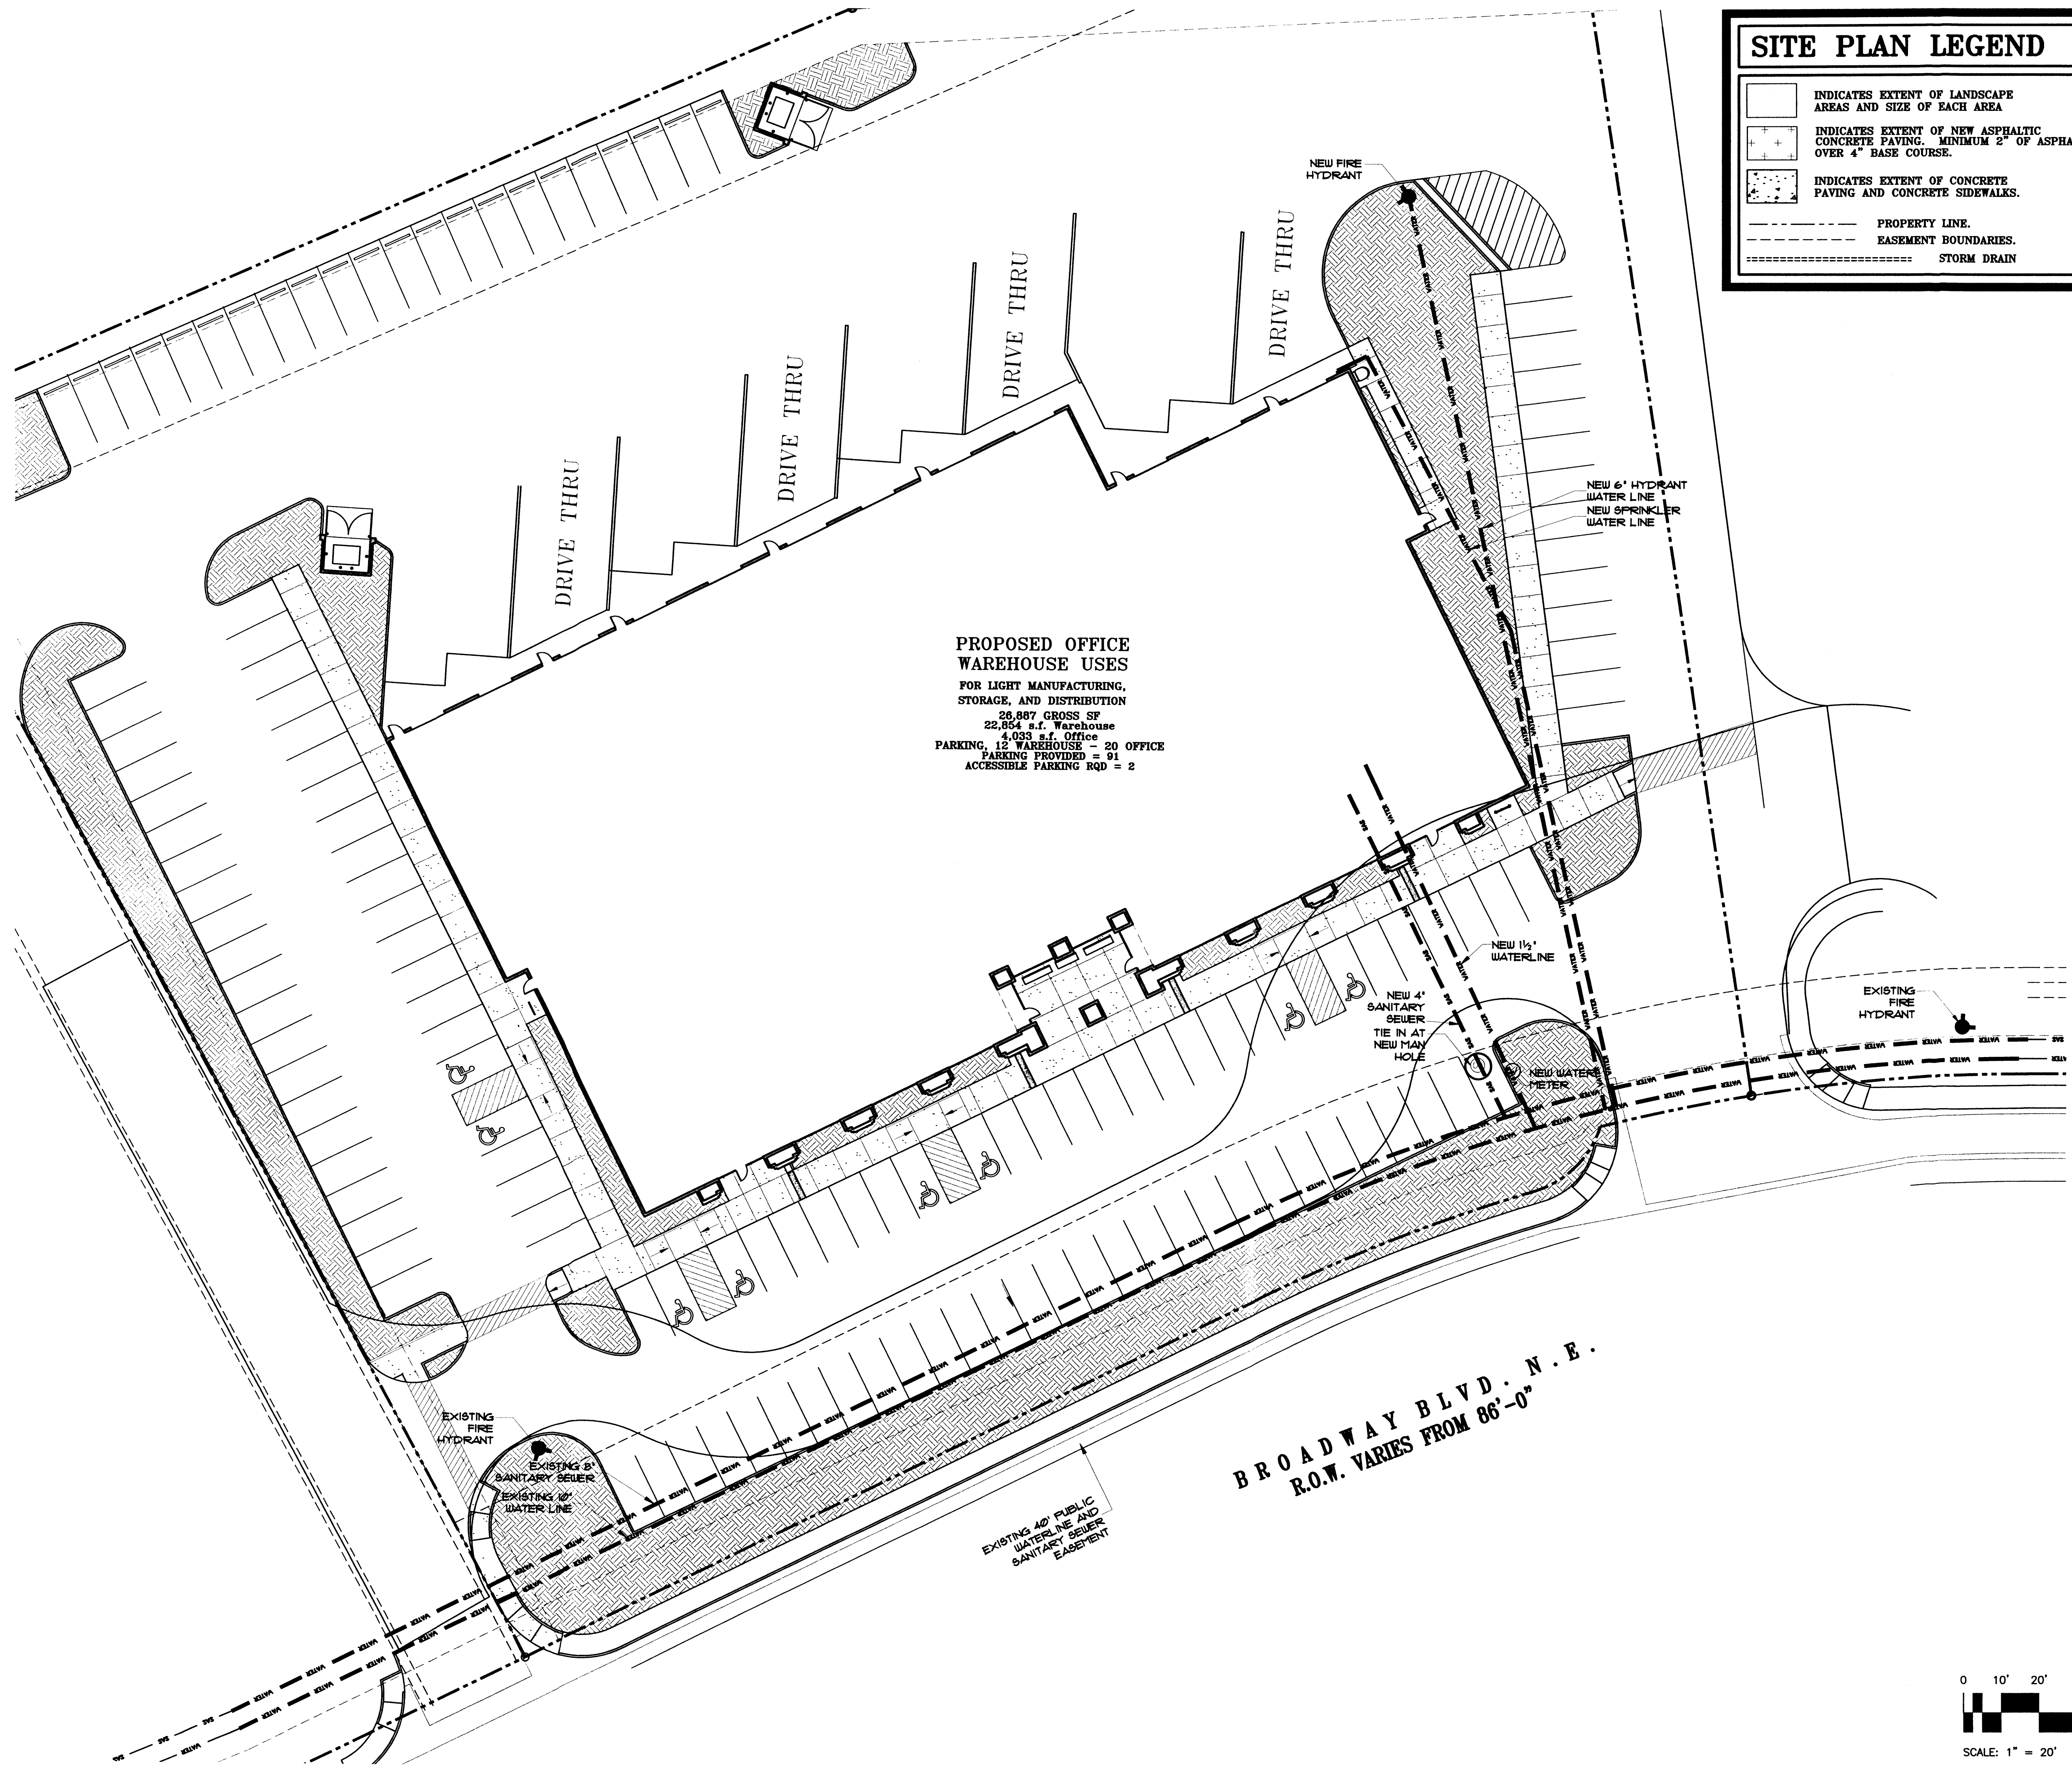 SITE PLAN LEGEND
INDICATES EXTENT OF LANDSCAPE
AREAS AND SIZE OF EACH AREA
INDICATES EXTENT OF NEW ASPHALTIC
CONCRETE PAVING. MINIMUM 2" OF ASPHA
OVER 4" BASE COURSE.
INDICATES EXTENT OF CONCRETE
PAVING AND CONCRETE SIDEWALKS.
PROPERTY LINE.
EASEMENT BOUNDARIES.
STORM DRAIN
NEW FIRE
HYDRANT
DRIVE THRU
DRIVE THRU
DRIVE THRU
DRIVE THRU
NEW 6" HYDRANT
WATER LINE
NEW SPRINKLER
WATER LINE
PROPOSED OFFICE
WAREHOUSE USES
FOR LIGHT MANUFACTURING,
STORAGE, AND DISTRIBUTION
26,887 GROSS SF
22,854 s.f. Warehouse
4,033 s.f. Office
PARKING, 12 WAREHOUSE - 20 OFFICE
PARKING PROVIDED = 91
ACCESSIBLE PARKING RQD = 2
NEW 1½"
WATERLINE
NEW 4"
SANITARY
SEWER
TIE IN AT
NEW MAN
HOLE
NEW WATER
METER
EXISTING
FIRE
HYDRANT
EXISTING
FIRE
HYDRANT
EXISTING 8"
SANITARY SEWER
EXISTING 10"
WATER LINE
EXISTING 40' PUBLIC
WATERLINE AND
SANITARY SEWER
EASEMENT
BROADWAY BLVD. N.E.
R.O.W. VARIES FROM 86'-0"
WATER
SAS
0 10' 20'
SCALE: 1" = 20'